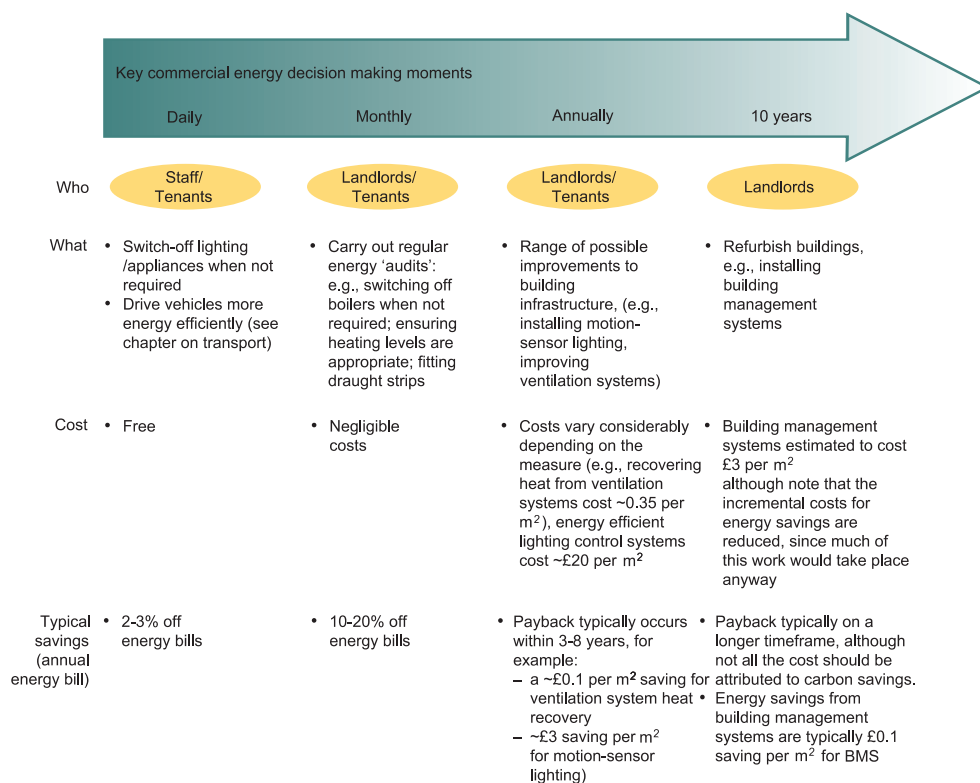 Key commercial energy decision making moments
Daily
Monthly
Annually
10 years
Who
Staff/
Tenants
Landlords/
Tenants
Landlords/
Tenants
Landlords
What
• Switch-off lighting
/appliances when not
required
• Drive vehicles more
energy efficiently (see
chapter on transport)
• Carry out regular
energy ‘audits’:
e.g., switching off
boilers when not
required; ensuring
heating levels are
appropriate; fitting
draught strips
• Range of possible
improvements to
building
infrastructure, (e.g.,
installing motion-
sensor lighting,
improving
ventilation systems)
• Refurbish buildings,
e.g., installing
building
management
systems
Cost
• Free
• Negligible
costs
• Costs vary considerably
depending on the
measure (e.g., recovering
heat from ventilation
systems cost ~0.35 per
m²), energy efficient
lighting control systems
cost ~£20 per m²
• Building management
systems estimated to cost
£3 per m²
although note that the
incremental costs for
energy savings are
reduced, since much of
this work would take place
anyway
Typical
savings
(annual
energy bill)
• 2-3% off
energy bills
• 10-20% off
energy bills
• Payback typically occurs
within 3-8 years, for
example:
– a ~£0.1 per m² saving for
ventilation system heat
recovery
– ~£3 saving per m²
for motion-sensor
lighting)
• Payback typically on a
longer timeframe, although
not all the cost should be
attributed to carbon savings.
• Energy savings from
building management
systems are typically £0.1
saving per m² for BMS